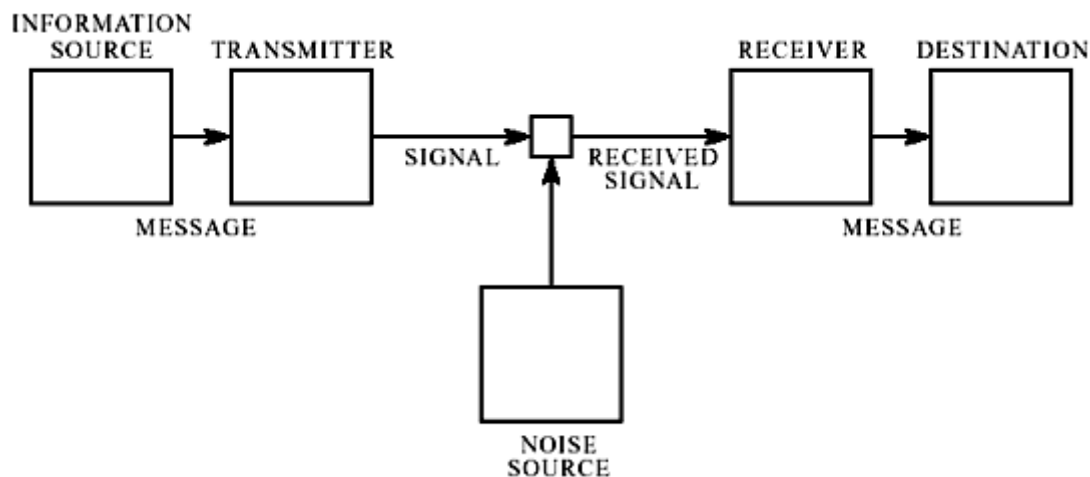 INFORMATION
SOURCE
TRANSMITTER
RECEIVER
DESTINATION
SIGNAL
RECEIVED
SIGNAL
MESSAGE
MESSAGE
NOISE
SOURCE